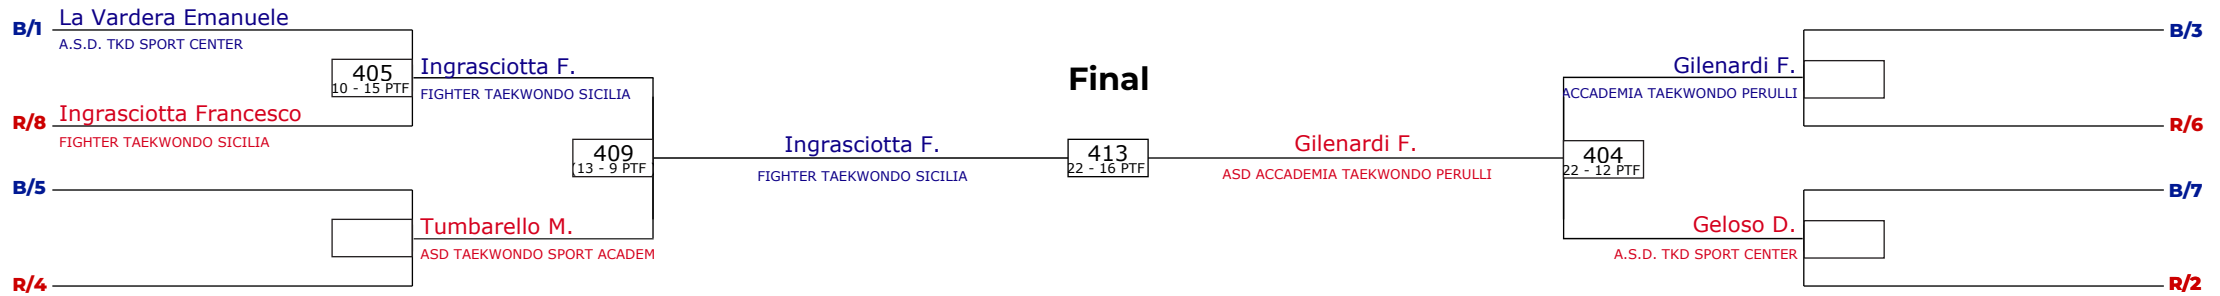 B/1
La Vardera Emanuele
A.S.D. TKD SPORT CENTER
405
10 - 15 PTF
R/8
Ingrasciotta Francesco
FIGHTER TAEKWONDO SICILIA
Ingrasciotta F.
FIGHTER TAEKWONDO SICILIA
409
(13 - 9 PTF
B/5
R/4
Tumbarello M.
ASD TAEKWONDO SPORT ACADEM
Ingrasciotta F.
FIGHTER TAEKWONDO SICILIA
Final
413
22 - 16 PTF
Gilenardi F.
ASD ACCADEMIA TAEKWONDO PERULLI
Gilenardi F.
ACCADEMIA TAEKWONDO PERULLI
404
22 - 12 PTF
Geloso D.
A.S.D. TKD SPORT CENTER
B/3
R/6
B/7
R/2